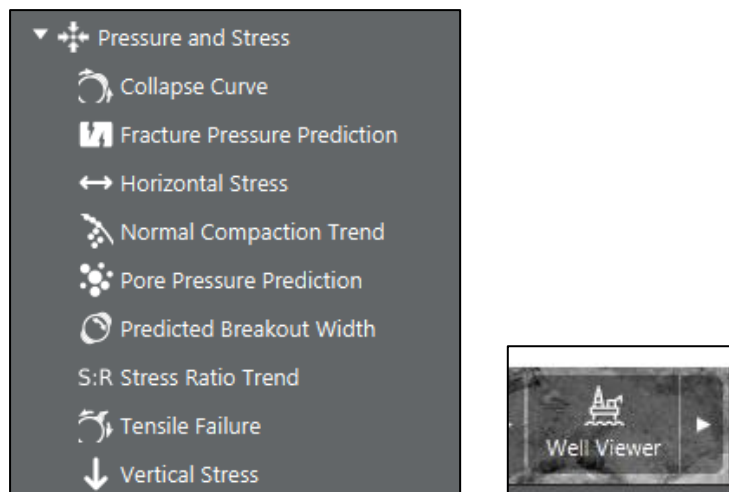 Pressure and Stress
Collapse Curve
Fracture Pressure Prediction
Horizontal Stress
Normal Compaction Trend
Pore Pressure Prediction
Predicted Breakout Width
S:R Stress Ratio Trend
Tensile Failure
Vertical Stress
Well Viewer